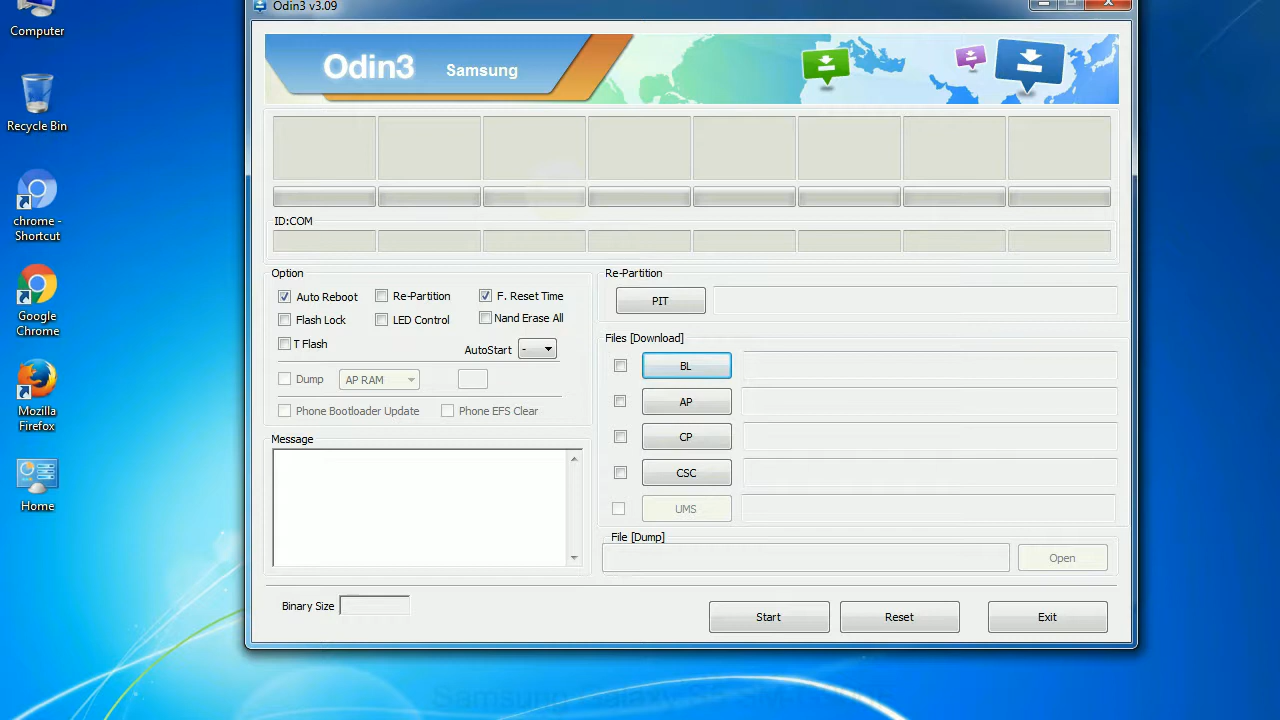 Odin3 v3.09
Computer
Odin3 Samsung
Recycle Bin
chrome -
Shortcut
ID:COM
Google
Chrome
Option
Auto Reboot
Re-Partition
F. Reset Time
Flash Lock
LED Control
Nand Erase All
T Flash
AutoStart -
Dump
AP RAM
Phone Bootloader Update
Phone EFS Clear
Re-Partition
PIT
Files [Download]
BL
AP
CP
CSC
UMS
Mozilla
Firefox
Home
Message
File [Dump]
Open
Binary Size
Start
Reset
Exit
Samsung Galaxy